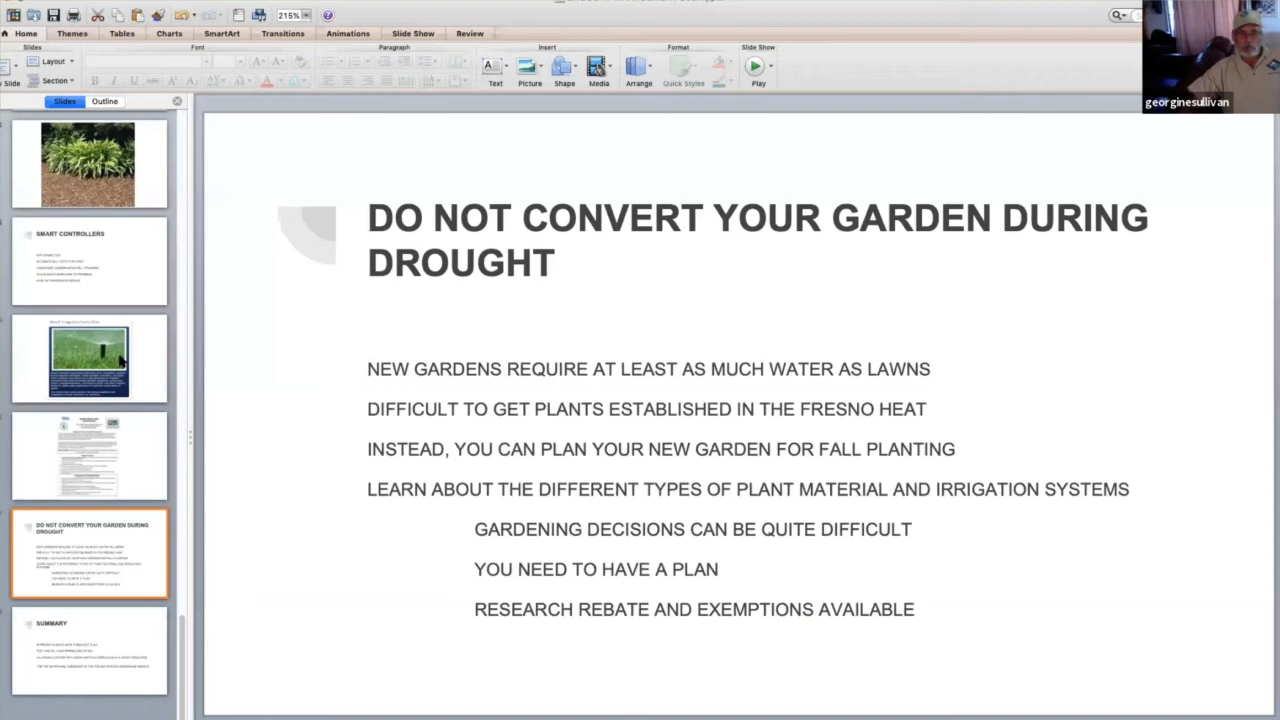 215%
georginesullivan
Home Themes Tables Charts SmartArt Transitions Animations Slide Show Review
Slides Font Paragraph Insert Format Slide Show
Layout
Slide Section
Text Picture Shape Media Arrange Quick Styles Play
Slides Outline
SMART CONTROLLERS
DO NOT CONVERT YOUR GARDEN DURING
DROUGHT
SUMMARY
DO NOT CONVERT YOUR GARDEN DURING
DROUGHT
NEW GARDENS REQUIRE AT LEAST AS MUCH WATER AS LAWNS
DIFFICULT TO GET PLANTS ESTABLISHED IN THE FRESNO HEAT
INSTEAD, YOU CAN PLAN YOUR NEW GARDEN FOR FALL PLANTING
LEARN ABOUT THE DIFFERENT TYPES OF PLANT MATERIAL AND IRRIGATION SYSTEMS
GARDENING DECISIONS CAN BE QUITE DIFFICULT
YOU NEED TO HAVE A PLAN
RESEARCH REBATE AND EXEMPTIONS AVAILABLE